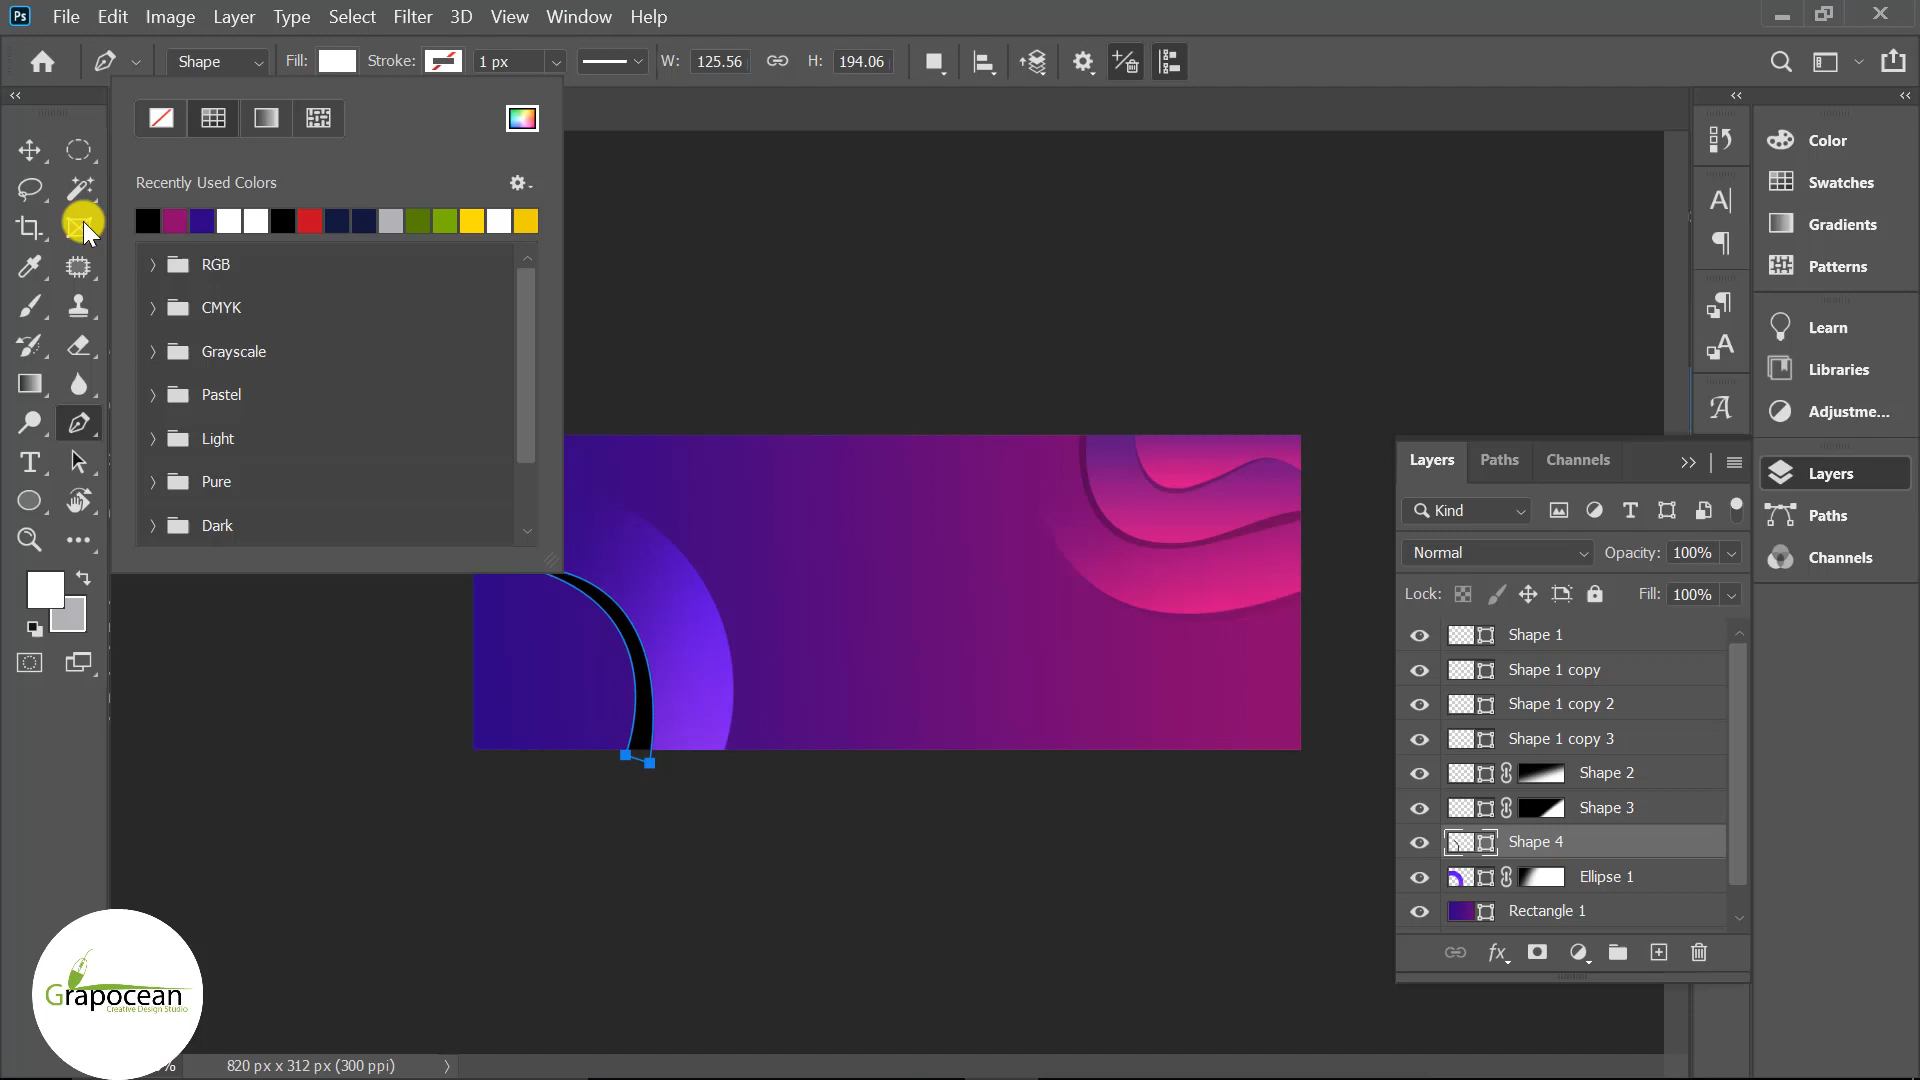 Ps File Edit Image Layer Type Select Filter 3D View Window Help
Shape Fill: Stroke: 1 px W: 125.56 H: 194.06
Recently Used Colors
RGB
CMYK
Grayscale
Pastel
Light
Pure
Dark
Color
Swatches
Gradients
Patterns
Learn
Libraries
Adjustme...
Layers
Paths
Channels
Layers Paths Channels
Kind
Normal Opacity: 100%
Lock: Fill: 100%
Shape 1
Shape 1 copy
Shape 1 copy 2
Shape 1 copy 3
Shape 2
Shape 3
Shape 4
Ellipse 1
Rectangle 1
fx
Grapocean
Creative Design Studio
% 820 px x 312 px (300 ppi)